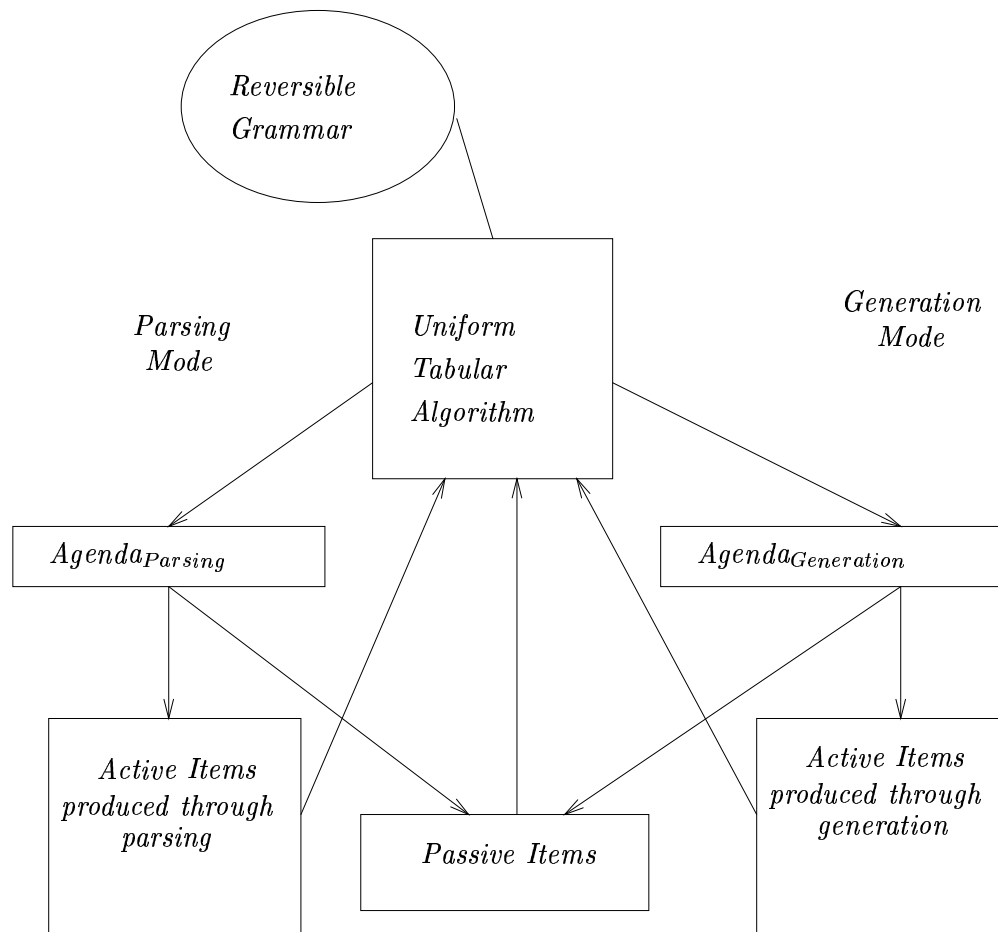 Reversible
Grammar
Parsing
Mode
Uniform
Tabular
Algorithm
Generation
Mode
Agenda_Parsing
Agenda_Generation
Active Items
produced through
parsing
Passive Items
Active Items
produced through
generation